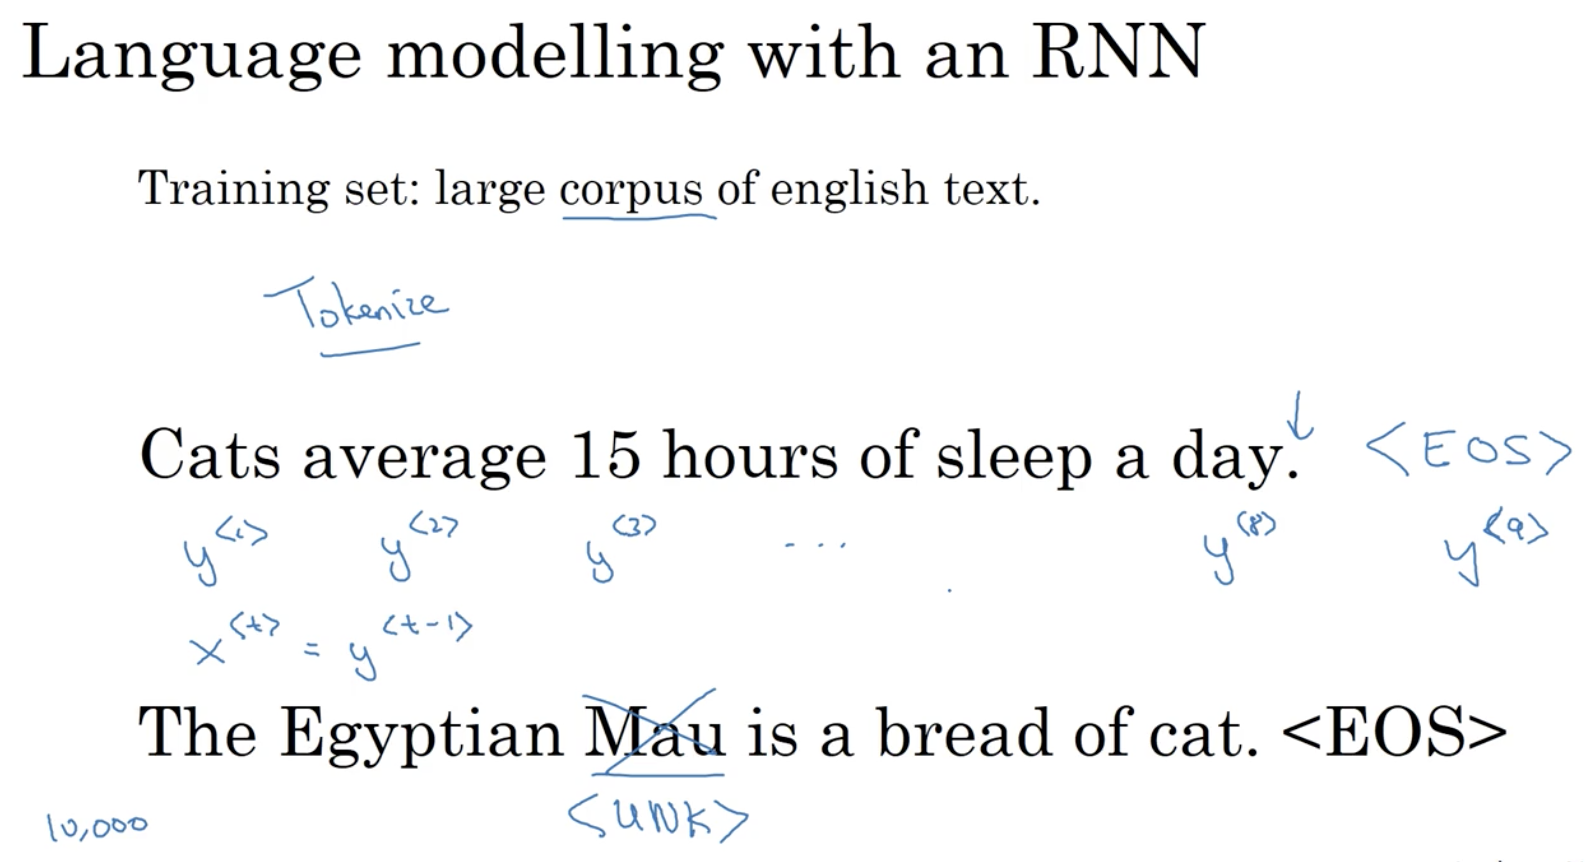 Language modelling with an RNN
Training set: large corpus of english text.
Tokenize
Cats average 15 hours of sleep a day. <EOS>
y<1> y<2> y<3> ... y<8> y<9>
x<t> = y<t-1>
The Egyptian Mau is a bread of cat. <EOS>
10,000 <UNK>